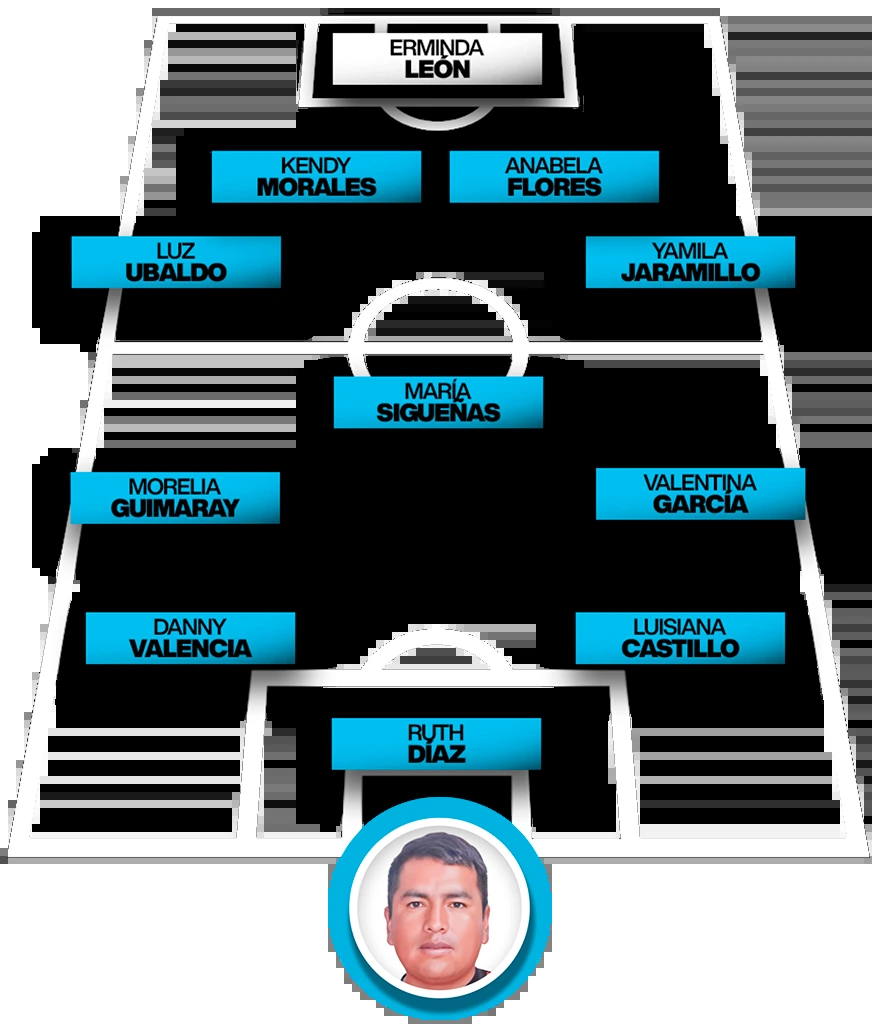 ERMINDA
LEÓN
KENDY
MORALES
ANABELA
FLORES
LUZ
UBALDO
YAMILA
JARAMILLO
MARÍA
SIGUEÑAS
MORELIA
GUIMARAY
VALENTINA
GARCÍA
DANNY
VALENCIA
LUISIANA
CASTILLO
RUTH
DÍAZ